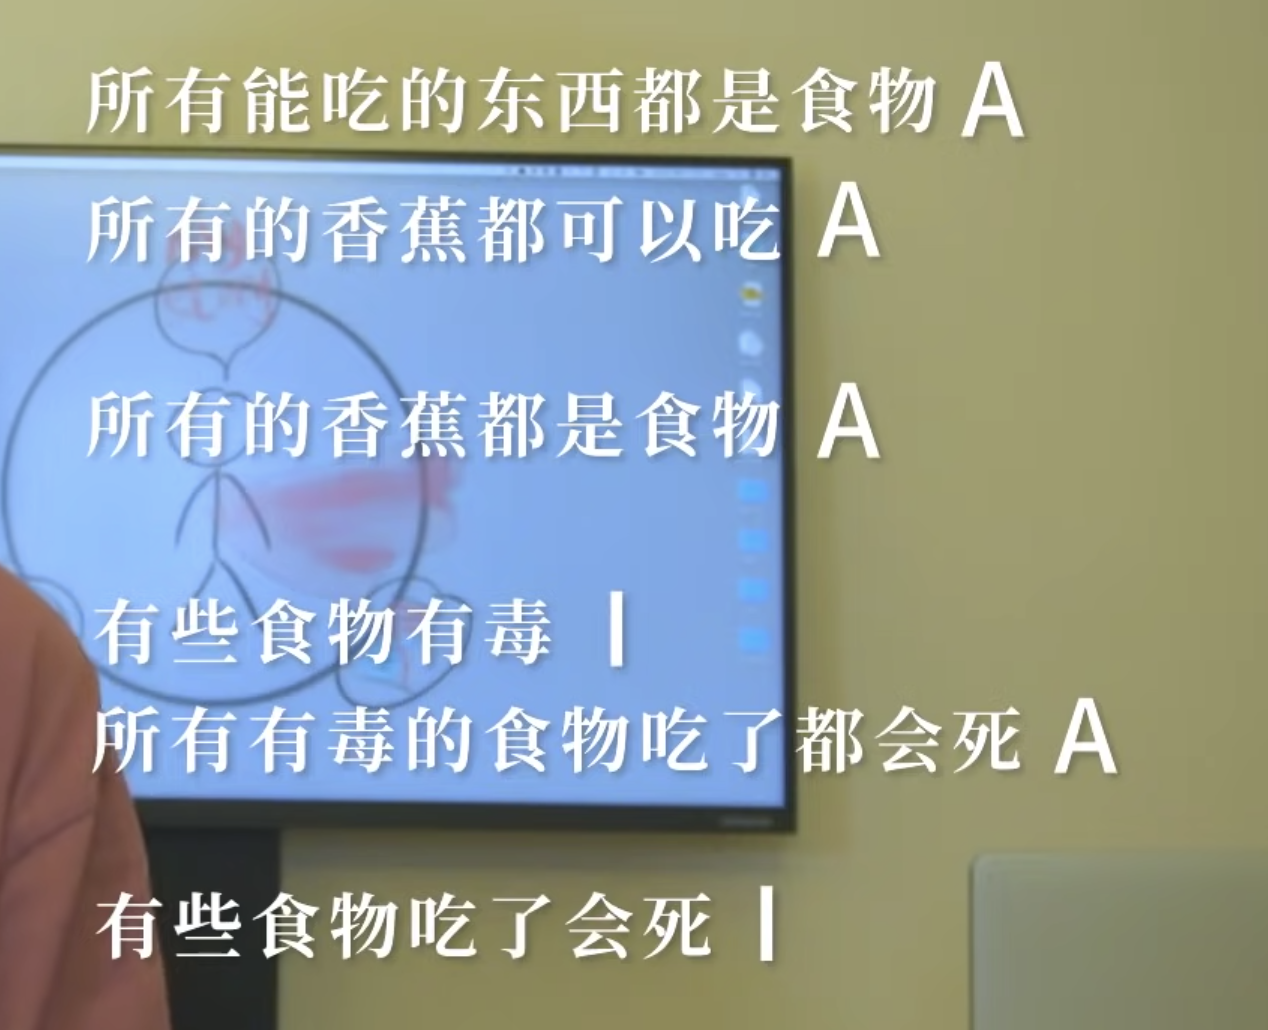 所有能吃的东西都是食物 A
所有的香蕉都可以吃 A
所有的香蕉都是食物 A
有些食物有毒 I
所有有毒的食物吃了都会死 A
有些食物吃了会死 I